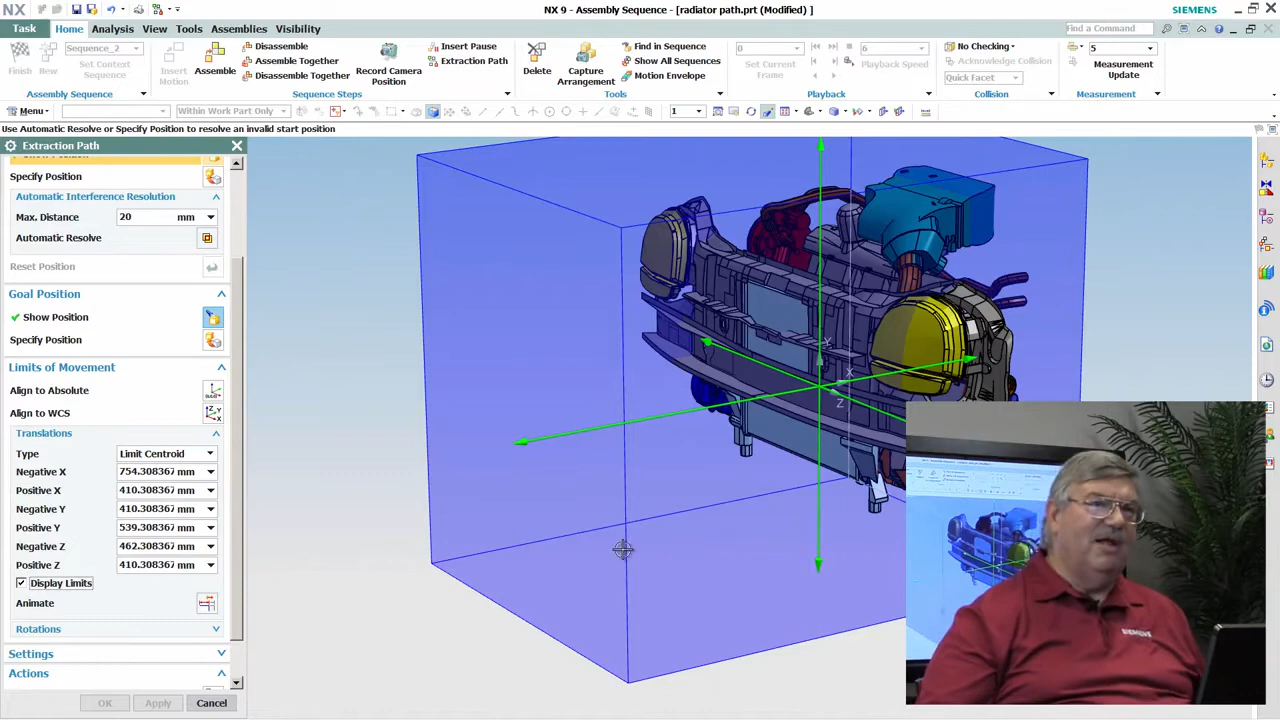 NX
NX 9 - Assembly Sequence - [radiator path.prt (Modified) ]
SIEMENS
Task Home Analysis View Tools Assemblies Visibility
Find a Command
Finish New
Sequence_2
Set Context
Sequence
Assembly Sequence
Insert
Motion
Assemble
Disassemble
Assemble Together
Disassemble Together
Record Camera
Position
Insert Pause
Extraction Path
Sequence Steps
Delete
Capture
Arrangement
Find in Sequence
Show All Sequences
Motion Envelope
Tools
0
Set Current
Frame
6
Playback Speed
Playback
No Checking
Acknowledge Collision
Quick Facet
Collision
5
Measurement
Update
Measurement
Menu
Within Work Part Only
1
Use Automatic Resolve or Specify Position to resolve an invalid start position
Extraction Path
Specify Position
Automatic Interference Resolution
Max. Distance 20 mm
Automatic Resolve
Reset Position
Goal Position
Show Position
Specify Position
Limits of Movement
Align to Absolute
Align to WCS
Translations
Type Limit Centroid
Negative X 754.308367 mm
Positive X 410.308367 mm
Negative Y 410.308367 mm
Positive Y 539.308367 mm
Negative Z 462.308367 mm
Positive Z 410.308367 mm
Display Limits
Animate
Rotations
Settings
Actions
OK Apply Cancel
Y
X
Z
SIEMENS